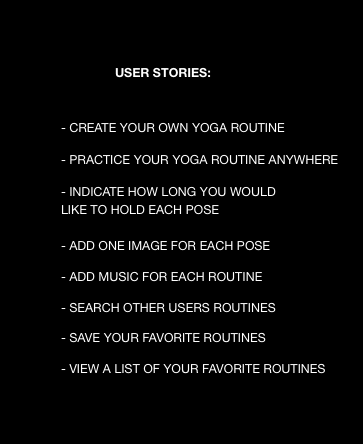 USER STORIES:
- CREATE YOUR OWN YOGA ROUTINE
- PRACTICE YOUR YOGA ROUTINE ANYWHERE
- INDICATE HOW LONG YOU WOULD
LIKE TO HOLD EACH POSE
- ADD ONE IMAGE FOR EACH POSE
- ADD MUSIC FOR EACH ROUTINE
- SEARCH OTHER USERS ROUTINES
- SAVE YOUR FAVORITE ROUTINES
- VIEW A LIST OF YOUR FAVORITE ROUTINES